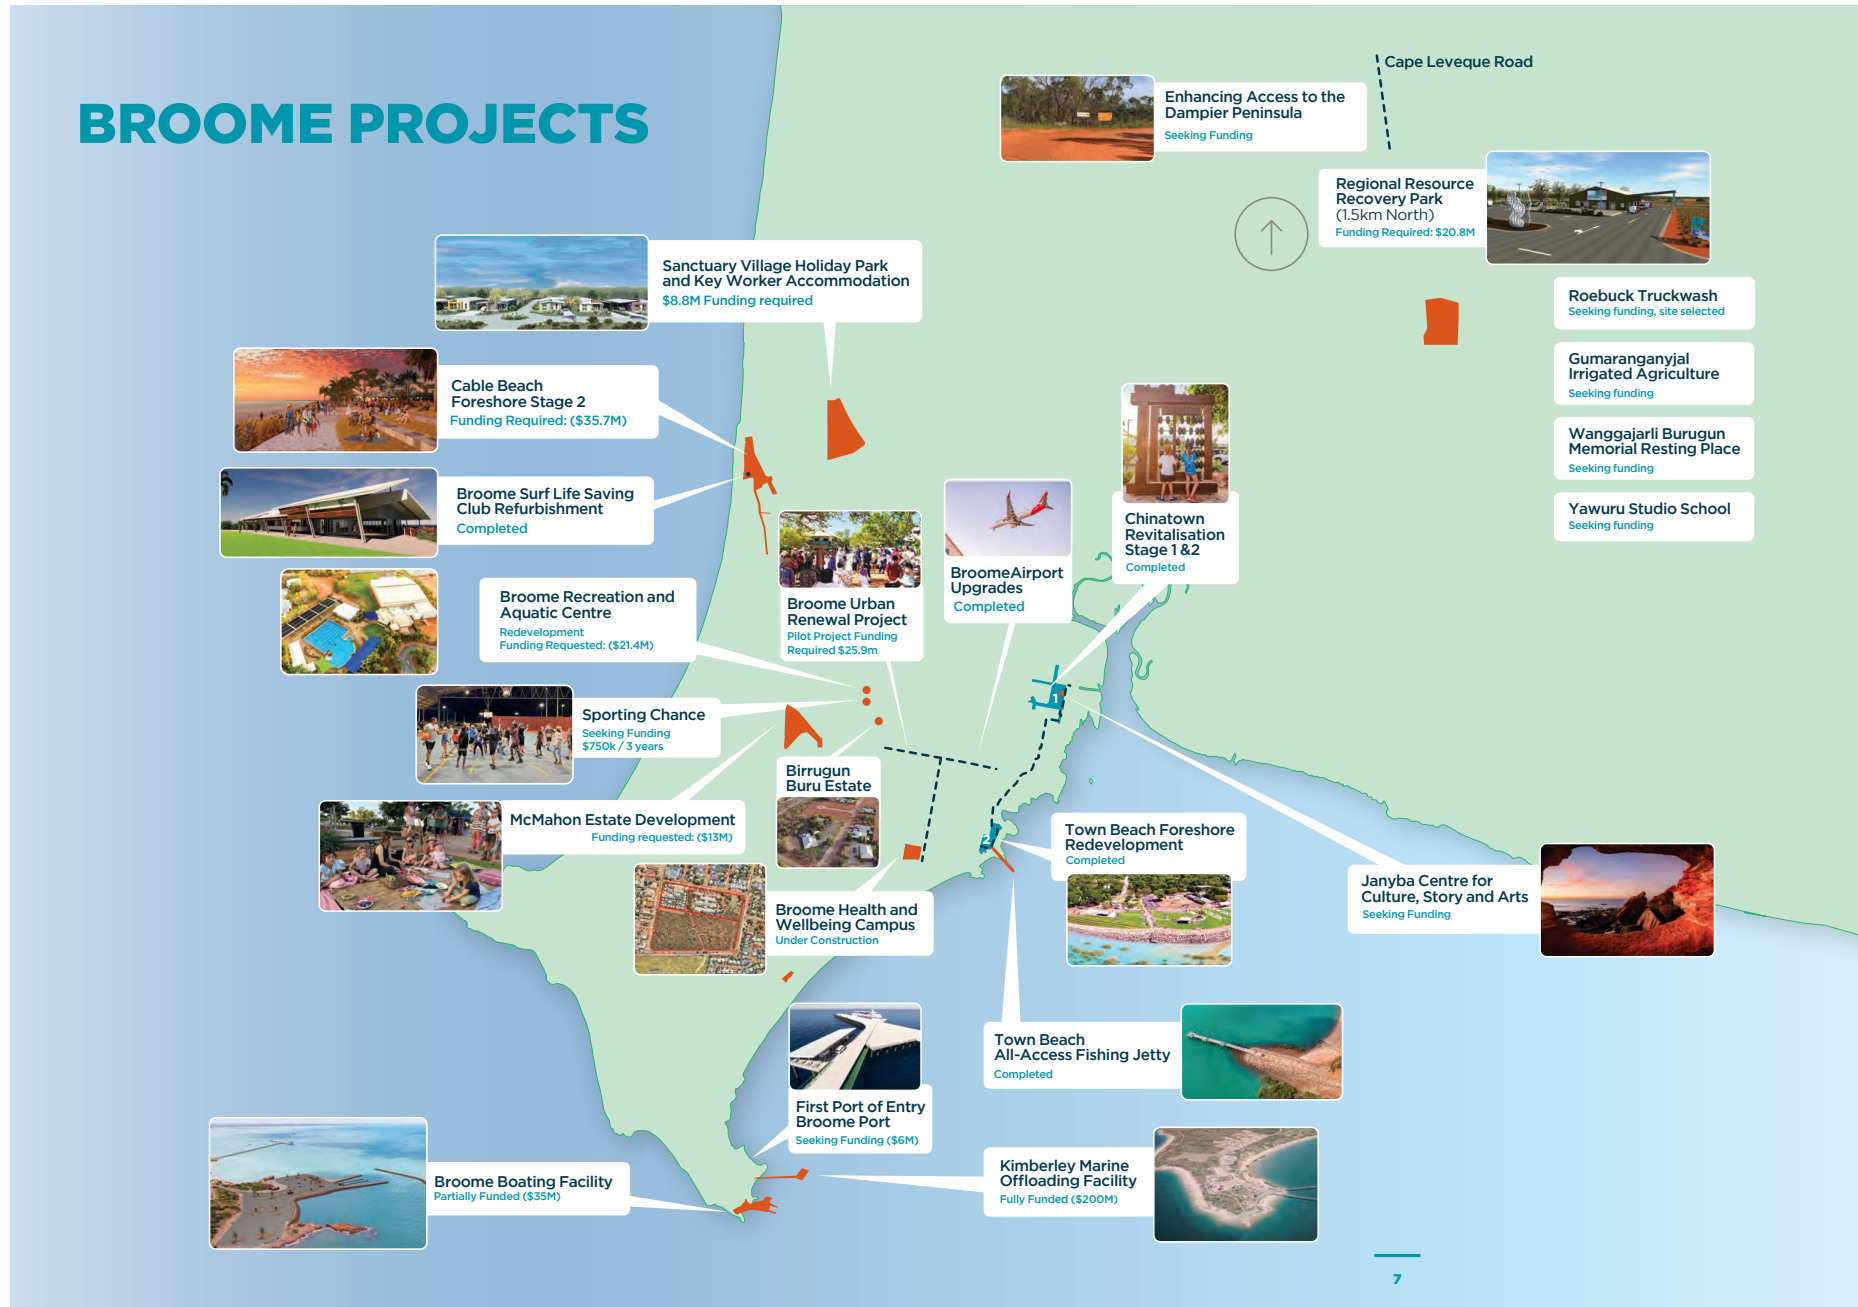 BROOME PROJECTS
Cape Leveque Road
Enhancing Access to the
Dampier Peninsula
Seeking Funding
Regional Resource
Recovery Park
(1.5km North)
Funding Required: $20.8M
Sanctuary Village Holiday Park
and Key Worker Accommodation
$8.8M Funding required
Roebuck Truckwash
Seeking funding, site selected
Gumaranganyjal
Irrigated Agriculture
Seeking funding
Wanggajarli Burugun
Memorial Resting Place
Seeking funding
Yawuru Studio School
Seeking funding
Cable Beach
Foreshore Stage 2
Funding Required: ($35.7M)
Broome Surf Life Saving
Club Refurbishment
Completed
Chinatown
Revitalisation
Stage 1 &2
Completed
BroomeAirport
Upgrades
Completed
Broome Urban
Renewal Project
Pilot Project Funding
Required $25.9m
Broome Recreation and
Aquatic Centre
Redevelopment
Funding Requested: ($21.4M)
1
Sporting Chance
Seeking Funding
$750k / 3 years
Birrugun
Buru Estate
McMahon Estate Development
Funding requested: ($13M)
2
Town Beach Foreshore
Redevelopment
Completed
Janyba Centre for
Culture, Story and Arts
Seeking Funding
Broome Health and
Wellbeing Campus
Under Construction
Town Beach
All-Access Fishing Jetty
Completed
First Port of Entry
Broome Port
Seeking Funding ($6M)
Broome Boating Facility
Partially Funded ($35M)
Kimberley Marine
Offloading Facility
Fully Funded ($200M)
7